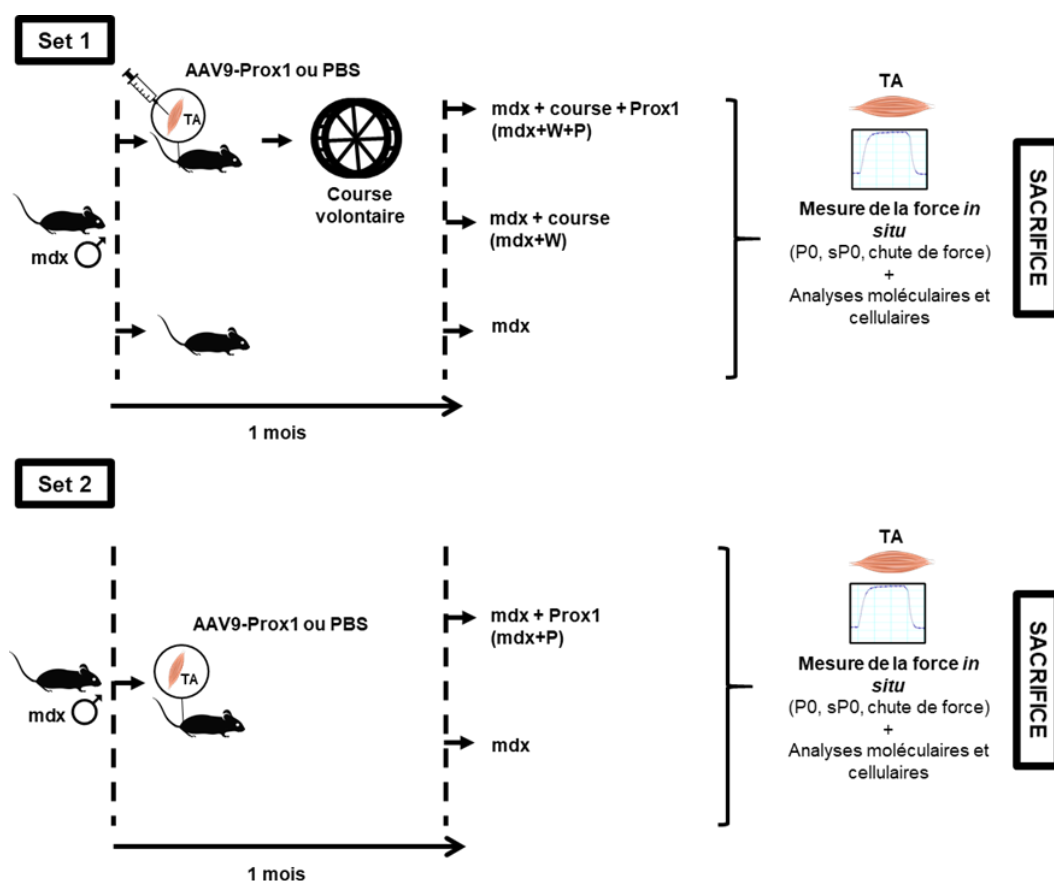 Set 1
AAV9-Prox1 ou PBS
TA
Course
volontaire
mdx
mdx + course + Prox1
(mdx+W+P)
mdx + course
(mdx+W)
mdx
1 mois
TA
Mesure de la force in
situ
(P0, sP0, chute de force)
+
Analyses moléculaires et
cellulaires
SACRIFICE
Set 2
AAV9-Prox1 ou PBS
TA
mdx
mdx + Prox1
(mdx+P)
mdx
1 mois
TA
Mesure de la force in
situ
(P0, sP0, chute de force)
+
Analyses moléculaires et
cellulaires
SACRIFICE